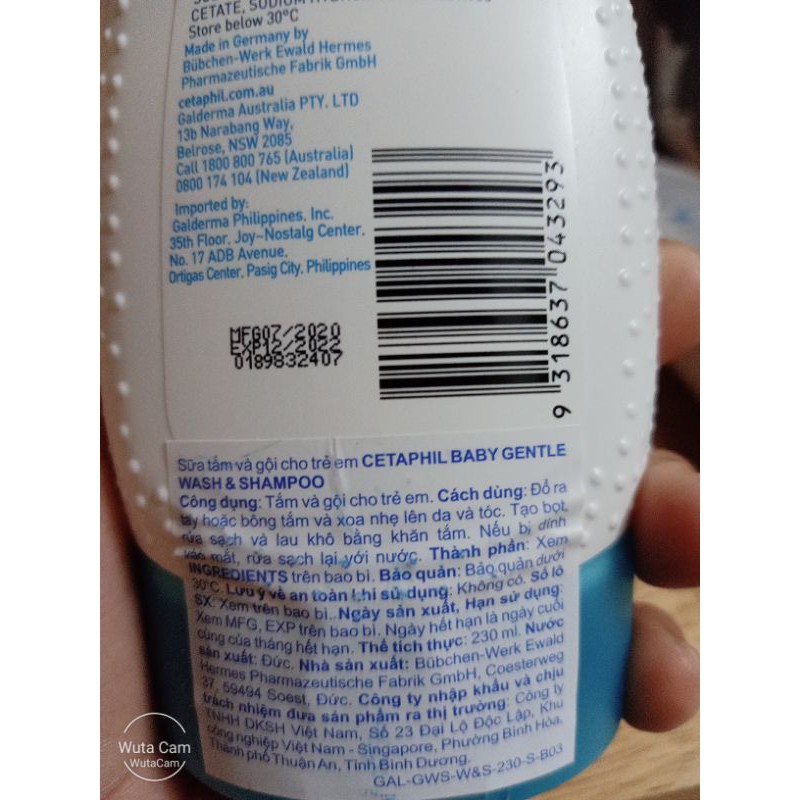 CETATE, SODIUM
Store below 30°C
Made in Germany by
Bübchen-Werk Ewald Hermes
Pharmazeutische Fabrik GmbH
cetaphil.com.au
Galderma Australia PTY. LTD
13b Narabang Way,
Belrose, NSW 2085
Call 1800 800 765 (Australia)
0800 174 104 (New Zealand)
Imported by:
Galderma Philippines, Inc.
35th Floor, Joy-Nostalg Center,
No. 17 ADB Avenue,
Ortigas Center, Pasig City, Philippines
MFG07/2020
EXP12/2022
0189832407
9 318637 043293
Sữa tắm và gội cho trẻ em CETAPHIL BABY GENTLE
WASH & SHAMPOO
Công dụng: Tắm và gội cho trẻ em. Cách dùng: Đổ ra
tay hoặc bông tắm và xoa nhẹ lên da và tóc. Tạo bọt,
rửa sạch và lau khô bằng khăn tắm. Nếu bị dính
vào mắt, rửa sạch lại với nước. Thành phần: Xem
INGREDIENTS trên bao bì. Bảo quản: Bảo quản dưới
30°C. Lưu ý về an toàn khi sử dụng: Không có. Số lô
SX: Xem trên bao bì. Ngày sản xuất, Hạn sử dụng:
Xem MFG, EXP trên bao bì. Ngày hết hạn là ngày cuối
cùng của tháng hết hạn. Thể tích thực: 230 ml. Nước
sản xuất: Đức. Nhà sản xuất: Bübchen-Werk Ewald
Hermes Pharmazeutische Fabrik GmbH, Coesterweg
37, 59494 Soest, Đức. Công ty nhập khẩu và chịu
trách nhiệm đưa sản phẩm ra thị trường: Công ty
TNHH DKSH Việt Nam, Số 23 Đại Lộ Độc Lập, Khu
công nghiệp Việt Nam - Singapore, Phường Bình Hòa,
Thành phố Thuận An, Tỉnh Bình Dương.
GAL-GWS-W&S-230-S-B03
Wuta Cam
WutaCam